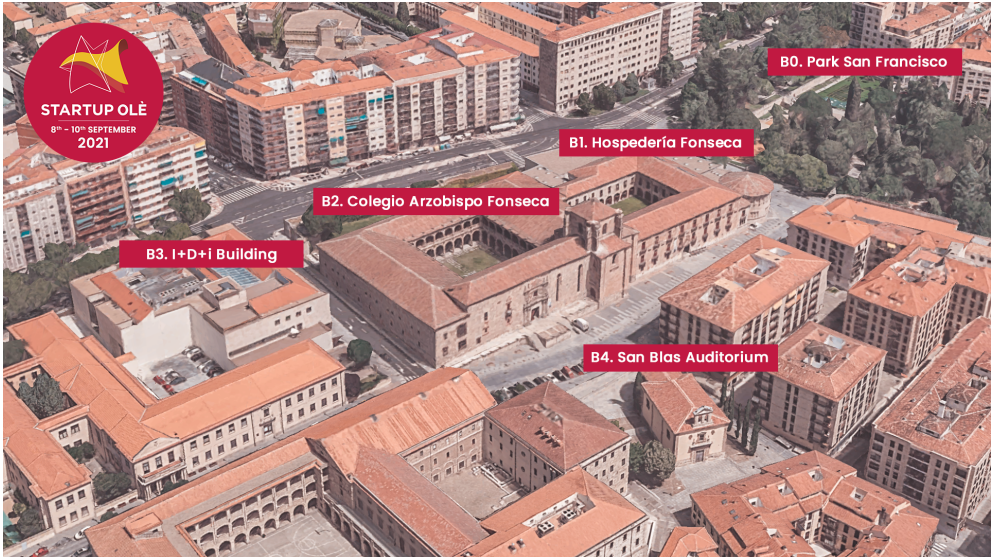 STARTUP OLÈ
8th – 10th SEPTEMBER
2021
B0. Park San Francisco
B1. Hospedería Fonseca
B2. Colegio Arzobispo Fonseca
B3. I+D+i Building
B4. San Blas Auditorium